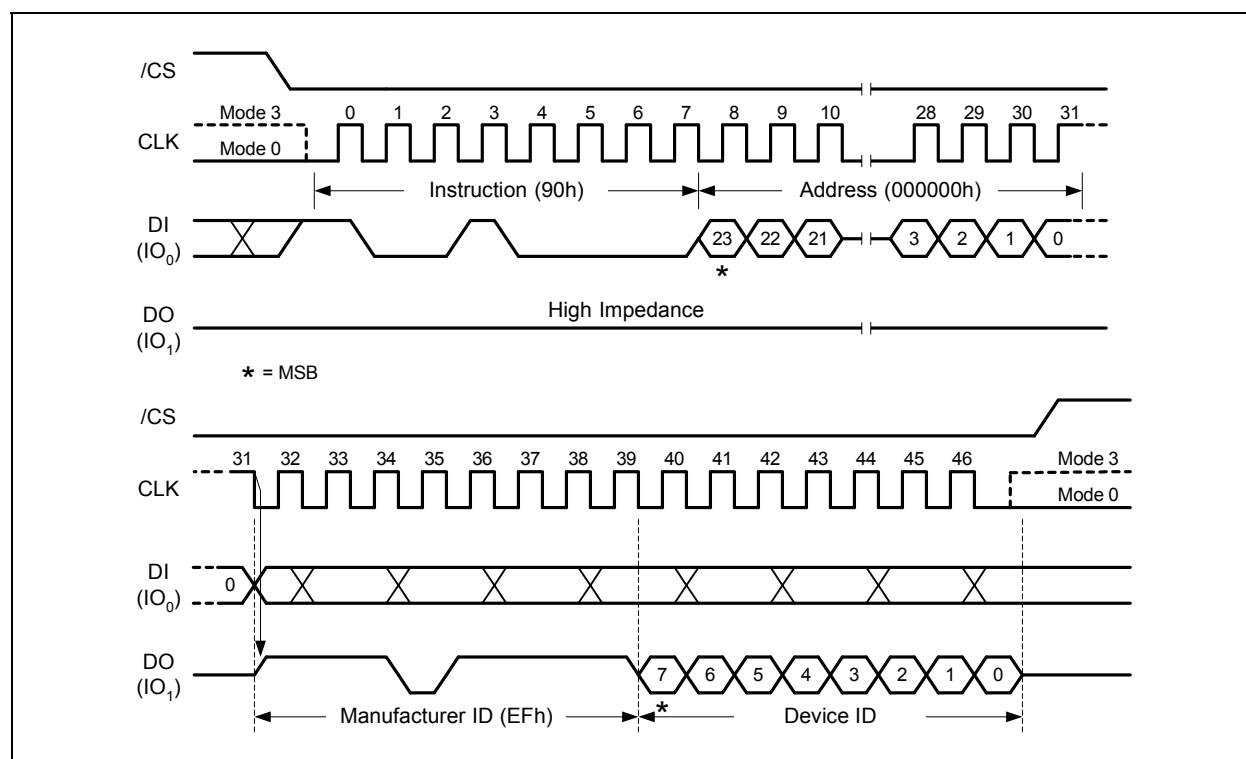 /CS
Mode 3 0 1 2 3 4 5 6 7 8 9 10 28 29 30 31
CLK
Mode 0
Instruction (90h) Address (000000h)
DI
(IO0) 23 22 21 3 2 1 0
*
High Impedance
DO
(IO1)
* = MSB
/CS
31 32 33 34 35 36 37 38 39 40 41 42 43 44 45 46 Mode 3
CLK
Mode 0
DI
(IO0) 0
DO
(IO1) 7 6 5 4 3 2 1 0
*
Manufacturer ID (EFh) Device ID